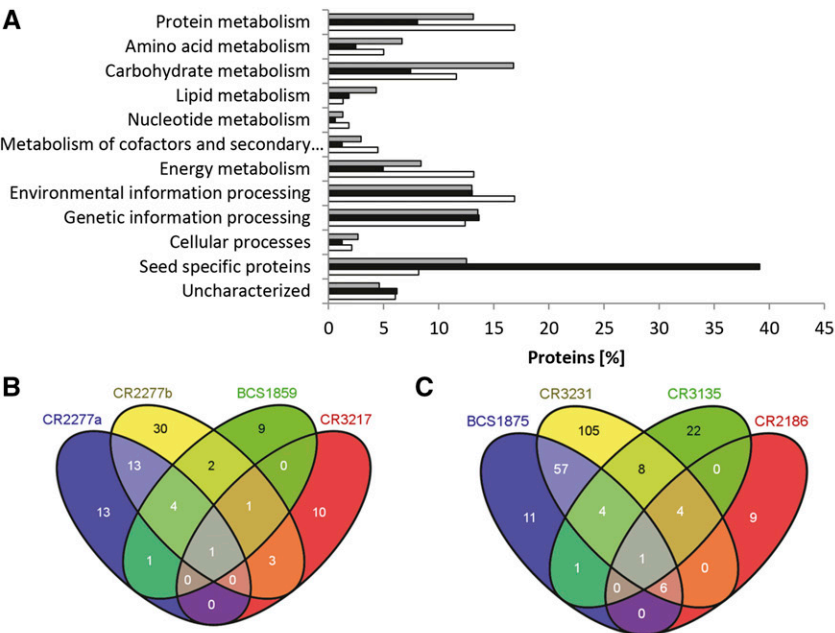 A
Protein metabolism
Amino acid metabolism
Carbohydrate metabolism
Lipid metabolism
Nucleotide metabolism
Metabolism of cofactors and secondary...
Energy metabolism
Environmental information processing
Genetic information processing
Cellular processes
Seed specific proteins
Uncharacterized
0 5 10 15 20 25 30 35 40 45
Proteins [%]
B
CR2277a
CR2277b
BCS1859
CR3217
30
9
13
2
0
13
4
1
10
1
1
3
0
0
0
C
BCS1875
CR3231
CR3135
CR2186
105
22
57
8
0
11
4
4
9
1
1
0
0
6
0